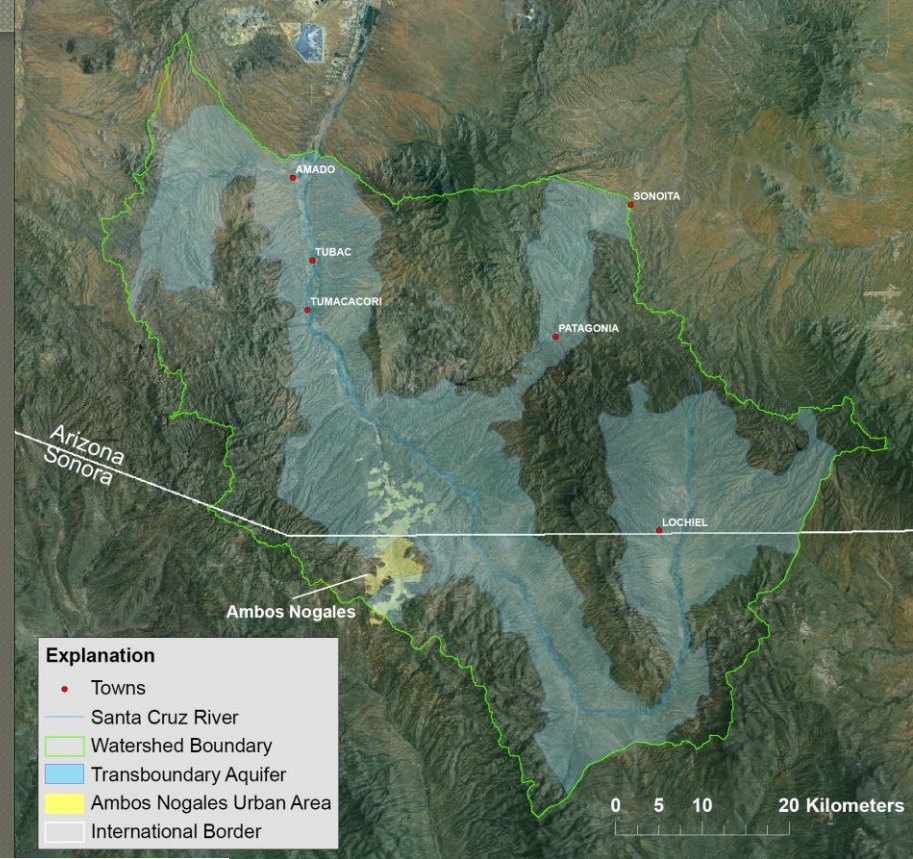 AMADO
SONOITA
TUBAC
TUMACACORI
PATAGONIA
Arizona
Sonora
LOCHIEL
Ambos Nogales
Explanation
Towns
Santa Cruz River
Watershed Boundary
Transboundary Aquifer
Ambos Nogales Urban Area
International Border
0 5 10 20 Kilometers